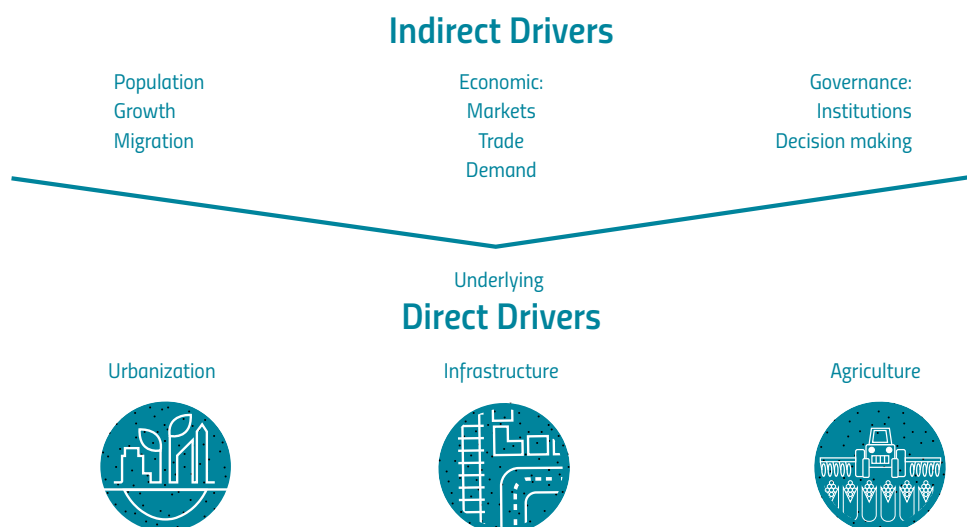 Indirect Drivers
Population
Growth
Migration
Economic:
Markets
Trade
Demand
Governance:
Institutions
Decision making
Underlying
Direct Drivers
Urbanization
Infrastructure
Agriculture